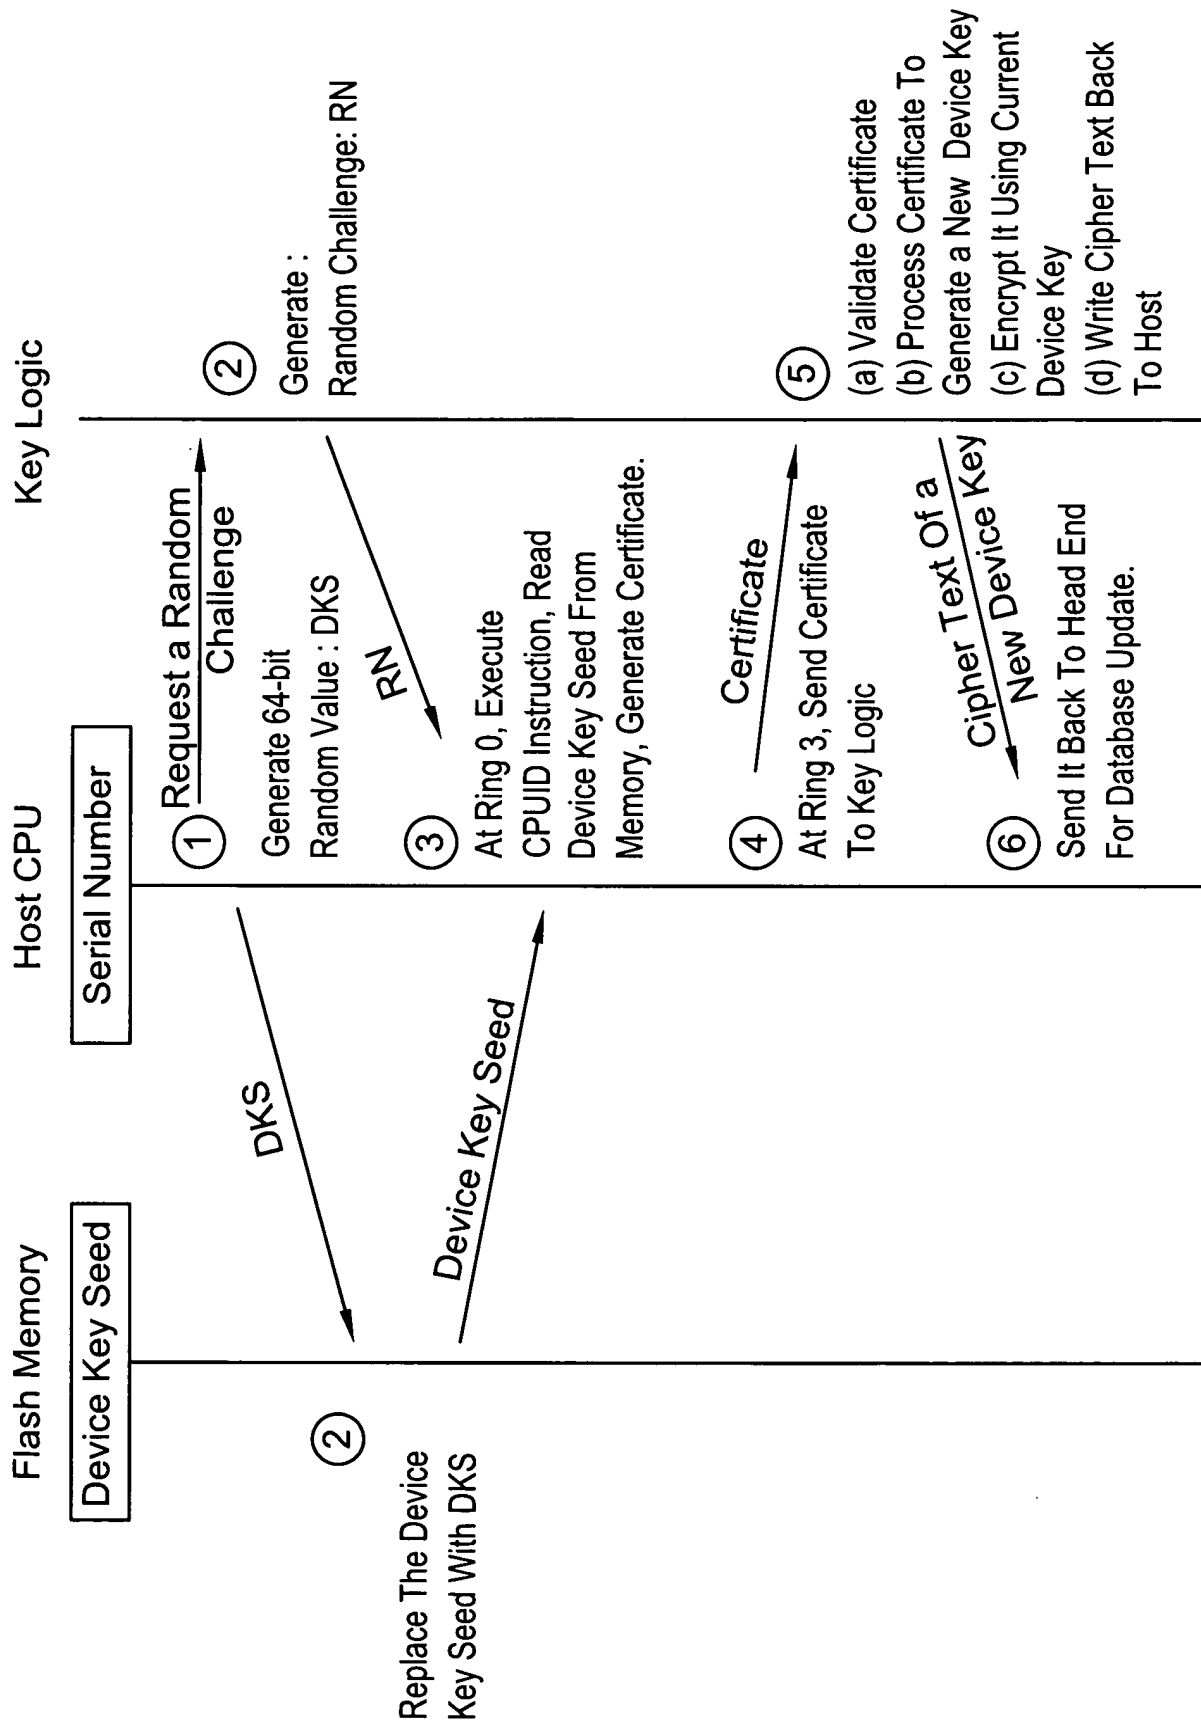 Flash Memory
Host CPU
Key Logic
Device Key Seed
Serial Number
1
Request a Random
Challenge
Generate 64-bit
Random Value : DKS
DKS
2
Replace The Device
Key Seed With DKS
2
Generate :
Random Challenge: RN
RN
3
At Ring 0, Execute
CPUID Instruction, Read
Device Key Seed From
Memory, Generate Certificate.
Device Key Seed
4
At Ring 3, Send Certificate
To Key Logic
Certificate
5
(a) Validate Certificate
(b) Process Certificate To
Generate a New Device Key
(c) Encrypt It Using Current
Device Key
(d) Write Cipher Text Back
To Host
Cipher Text Of a
New Device Key
6
Send It Back To Head End
For Database Update.